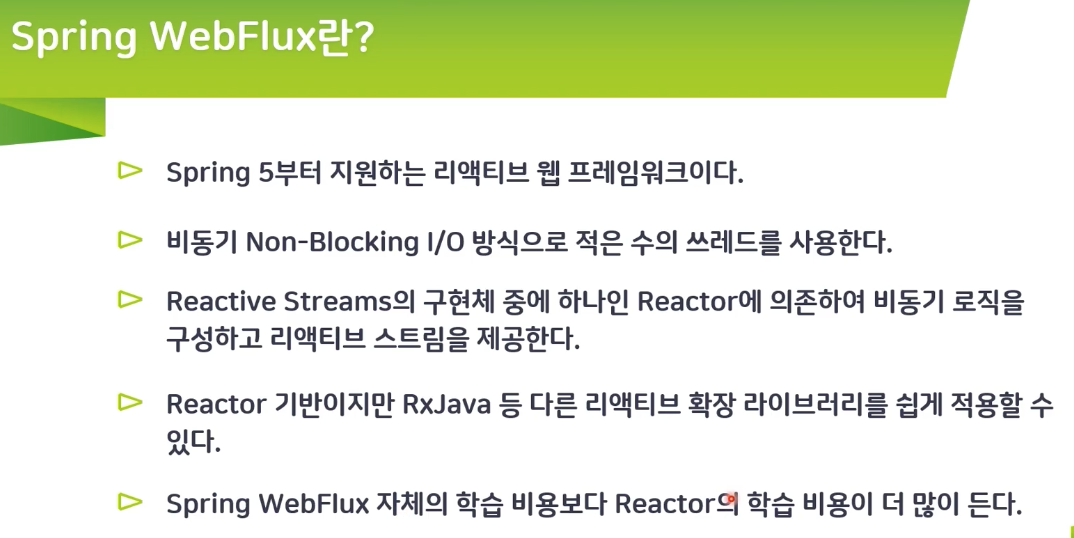 Spring WebFlux란?
Spring 5부터 지원하는 리액티브 웹 프레임워크이다.
비동기 Non-Blocking I/O 방식으로 적은 수의 쓰레드를 사용한다.
Reactive Streams의 구현체 중에 하나인 Reactor에 의존하여 비동기 로직을
구성하고 리액티브 스트림을 제공한다.
Reactor 기반이지만 RxJava 등 다른 리액티브 확장 라이브러리를 쉽게 적용할 수
있다.
Spring WebFlux 자체의 학습 비용보다 Reactor의 학습 비용이 더 많이 든다.